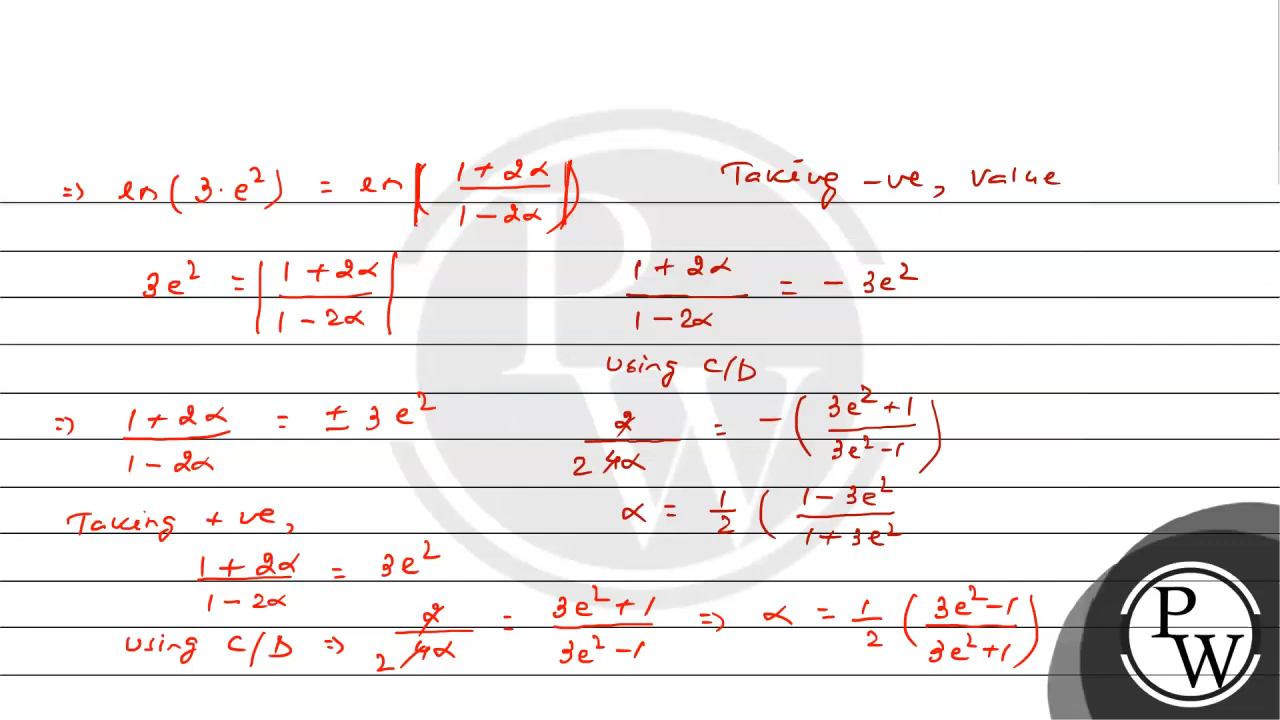 ⇒ ln(3·e²) = ln(|(1+2α)/(1-2α)|)
3e² = |(1+2α)/(1-2α)|
⇒ (1+2α)/(1-2α) = ± 3e²
Taking +ve,
(1+2α)/(1-2α) = 3e²
using C/D ⇒ 2/(2 4α) = (3e²+1)/(3e²-1) ⇒ α = 1/2 ((3e²-1)/(3e²+1))
Taking -ve, value
(1+2α)/(1-2α) = - 3e²
using C/D
2/(2 4α) = -((3e²+1)/(3e²-1))
α = 1/2 ((1-3e²)/(1+3e²)
PW
PW